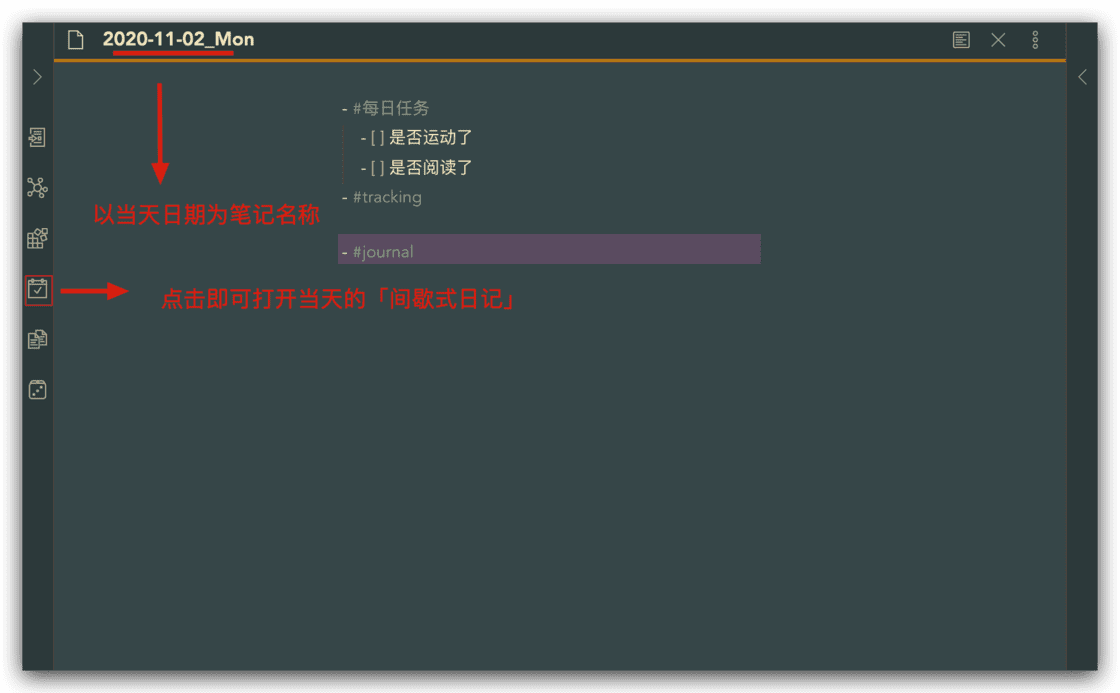 2020-11-02_Mon
- #每日任务
- [ ] 是否运动了
- [ ] 是否阅读了
- #tracking
以当天日期为笔记名称
- #journal
点击即可打开当天的「间歇式日记」